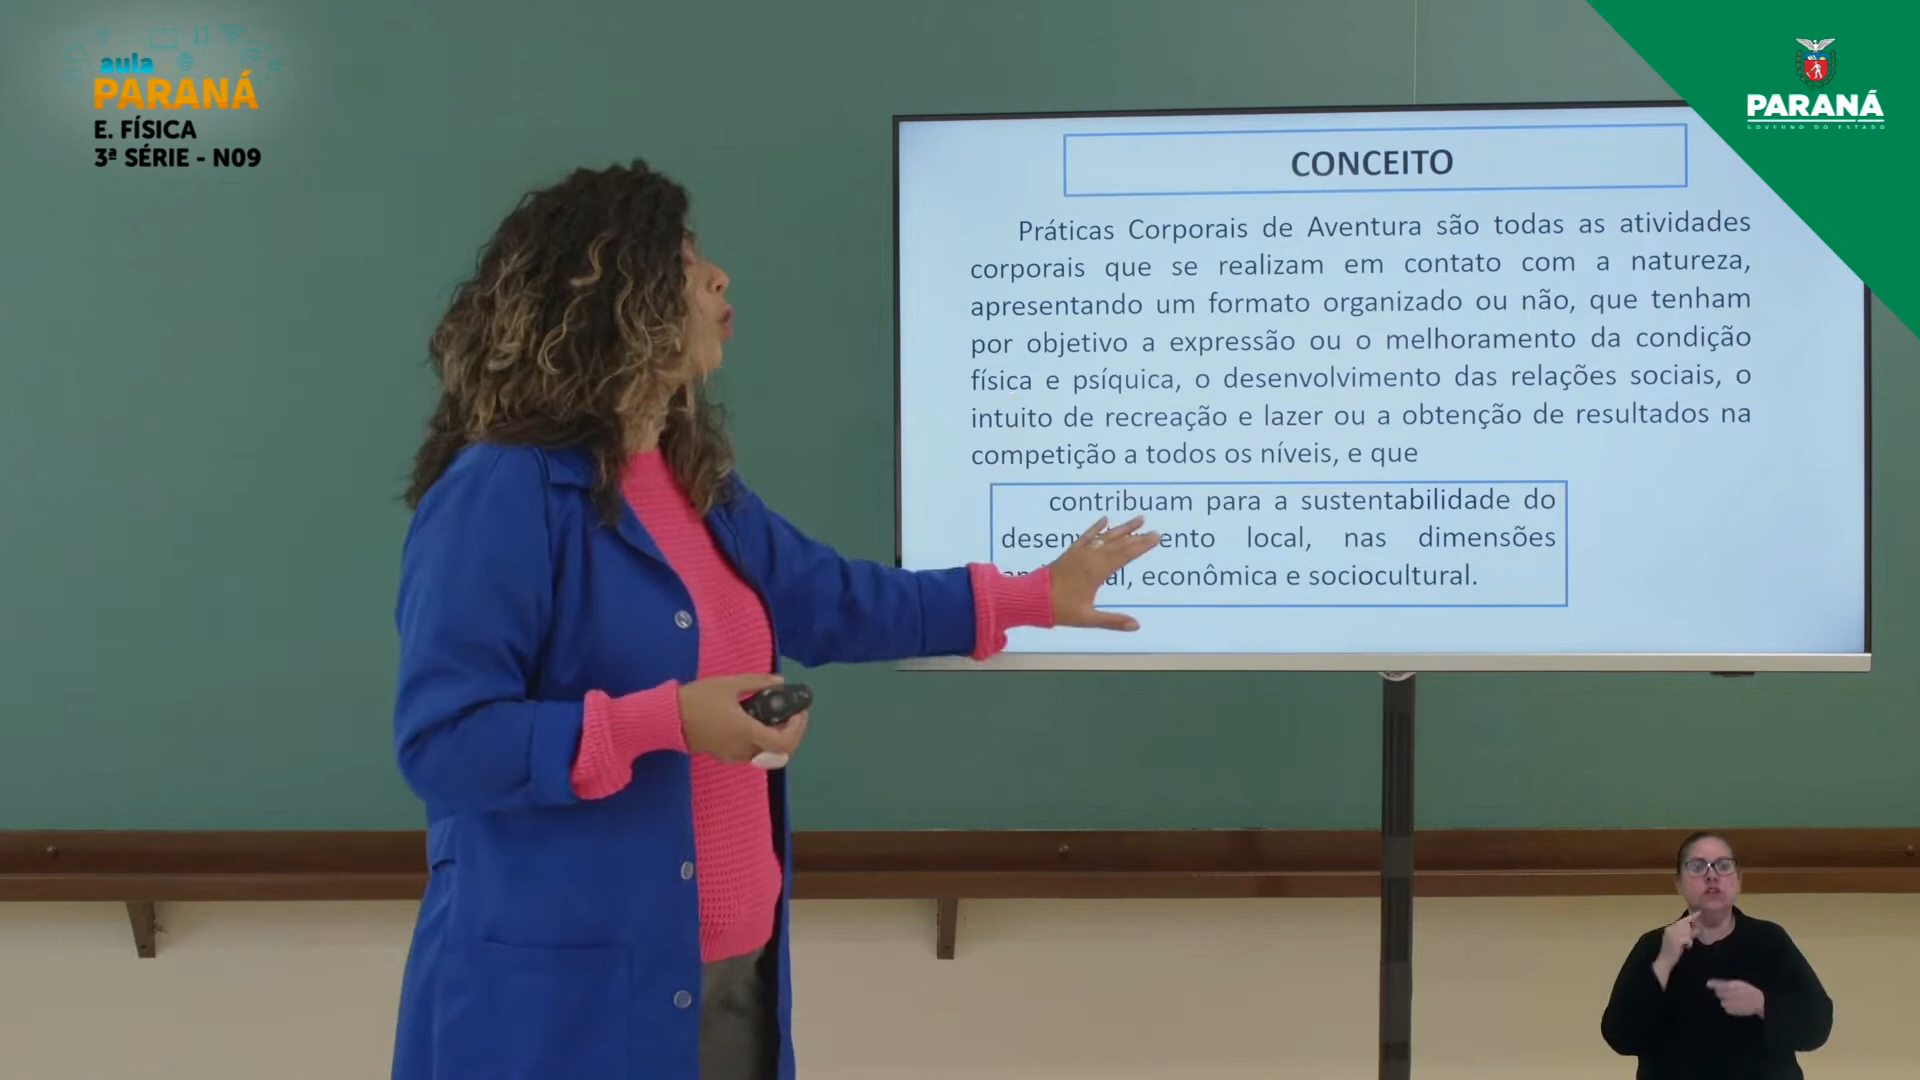 aula
PARANÁ
E. FÍSICA
3ª SÉRIE - N09
PARANÁ
GOVERNO DO ESTADO
CONCEITO
Práticas Corporais de Aventura são todas as atividades
corporais que se realizam em contato com a natureza,
apresentando um formato organizado ou não, que tenham
por objetivo a expressão ou o melhoramento da condição
física e psíquica, o desenvolvimento das relações sociais, o
intuito de recreação e lazer ou a obtenção de resultados na
competição a todos os níveis, e que
contribuam para a sustentabilidade do
local, nas dimensões
econômica e sociocultural.